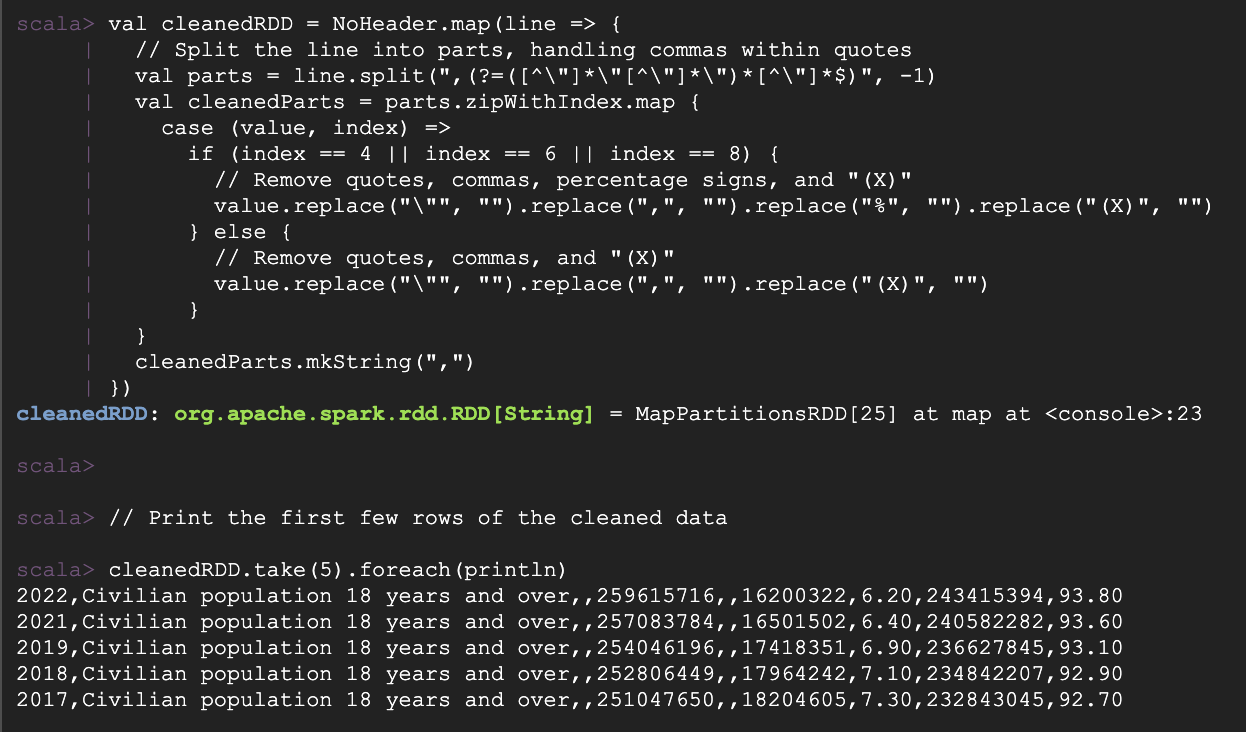 scala> val cleanedRDD = NoHeader.map(line => {
     |   // Split the line into parts, handling commas within quotes
     |   val parts = line.split(",(?=([^\"]*\"[^\"]*\")*[^\"]*$)", -1)
     |   val cleanedParts = parts.zipWithIndex.map {
     |     case (value, index) =>
     |       if (index == 4 || index == 6 || index == 8) {
     |         // Remove quotes, commas, percentage signs, and "(X)"
     |         value.replace("\"", "").replace(",", "").replace("%", "").replace("(X)", "")
     |       } else {
     |         // Remove quotes, commas, and "(X)"
     |         value.replace("\"", "").replace(",", "").replace("(X)", "")
     |       }
     |   }
     |   cleanedParts.mkString(",")
     | })
cleanedRDD: org.apache.spark.rdd.RDD[String] = MapPartitionsRDD[25] at map at <console>:23
scala>
scala> // Print the first few rows of the cleaned data
scala> cleanedRDD.take(5).foreach(println)
2022,Civilian population 18 years and over,,259615716,,16200322,6.20,243415394,93.80
2021,Civilian population 18 years and over,,257083784,,16501502,6.40,240582282,93.60
2019,Civilian population 18 years and over,,254046196,,17418351,6.90,236627845,93.10
2018,Civilian population 18 years and over,,252806449,,17964242,7.10,234842207,92.90
2017,Civilian population 18 years and over,,251047650,,18204605,7.30,232843045,92.70